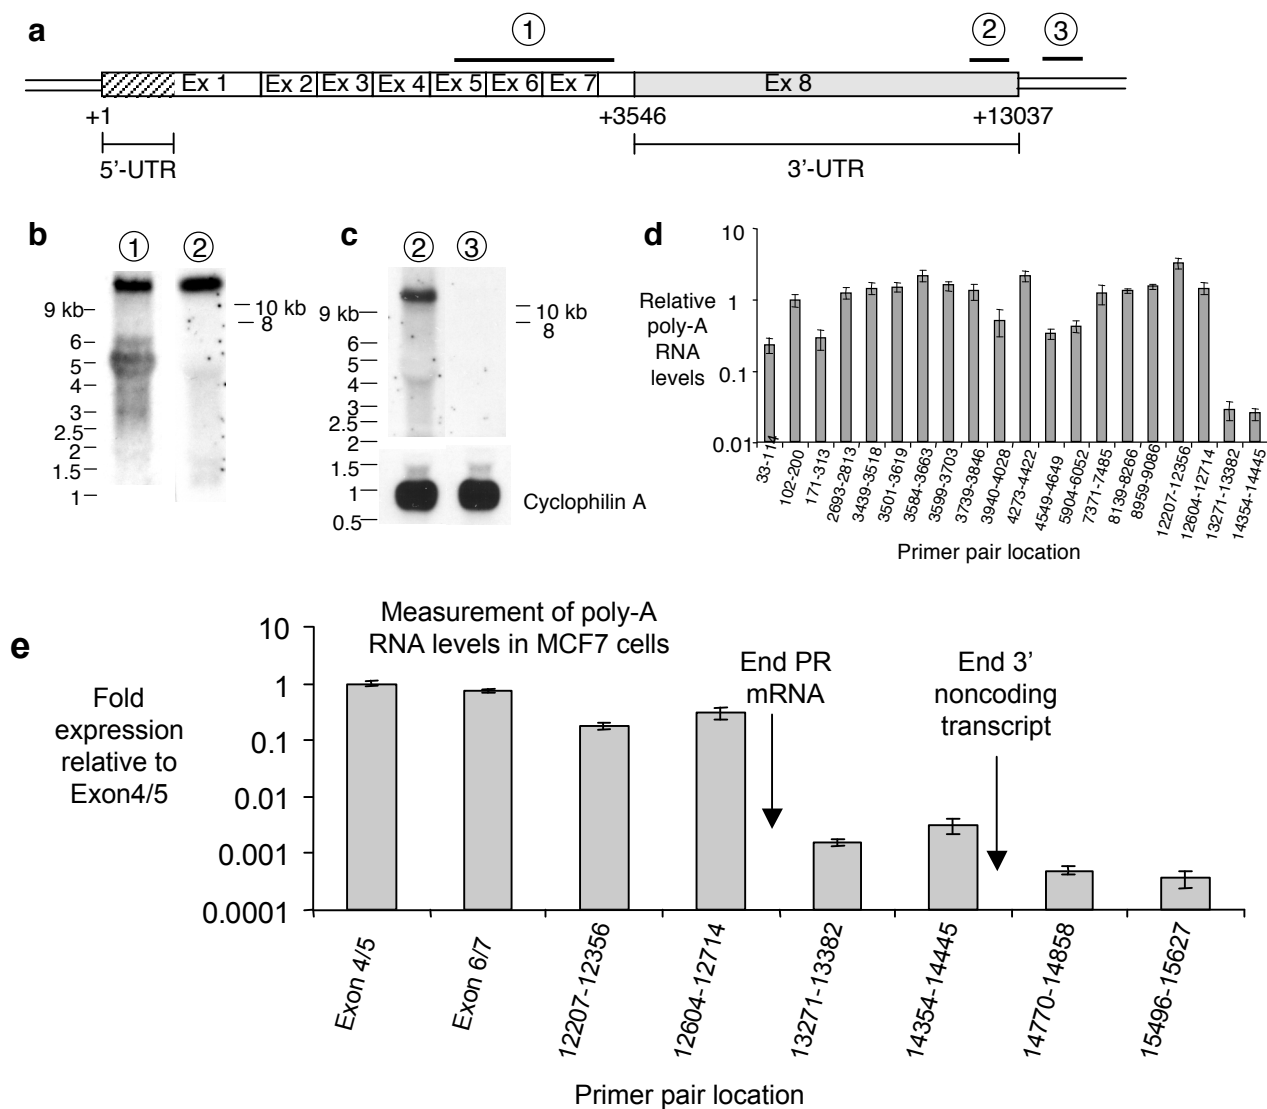 a
1
2
3
Ex 1 Ex 2 Ex 3 Ex 4 Ex 5 Ex 6 Ex 7 Ex 8
+1 +3546 +13037
5’-UTR 3’-UTR
b
1 2
9 kb
6
5
4
3
2.5
2
1.5
1
10 kb
8
c
2 3
9 kb
6
5
4
3
2.5
2
1.5
1
0.5
10 kb
8
Cyclophilin A
d
Relative
poly-A
RNA
levels
10
1
0.1
0.01
33-114
102-200
171-313
2693-2813
3439-3518
3501-3619
3584-3663
3599-3703
3739-3846
3940-4028
4273-4422
4549-4649
5904-6052
7371-7485
8139-8266
8959-9086
12207-12356
12604-12714
13271-13382
14354-14445
Primer pair location
e
Measurement of poly-A
RNA levels in MCF7 cells
Fold
expression
relative to
Exon4/5
10
1
0.1
0.01
0.001
0.0001
End PR
mRNA
End 3’
noncoding
transcript
Exon 4/5
Exon 6/7
12207-12356
12604-12714
13271-13382
14354-14445
14770-14858
15496-15627
Primer pair location